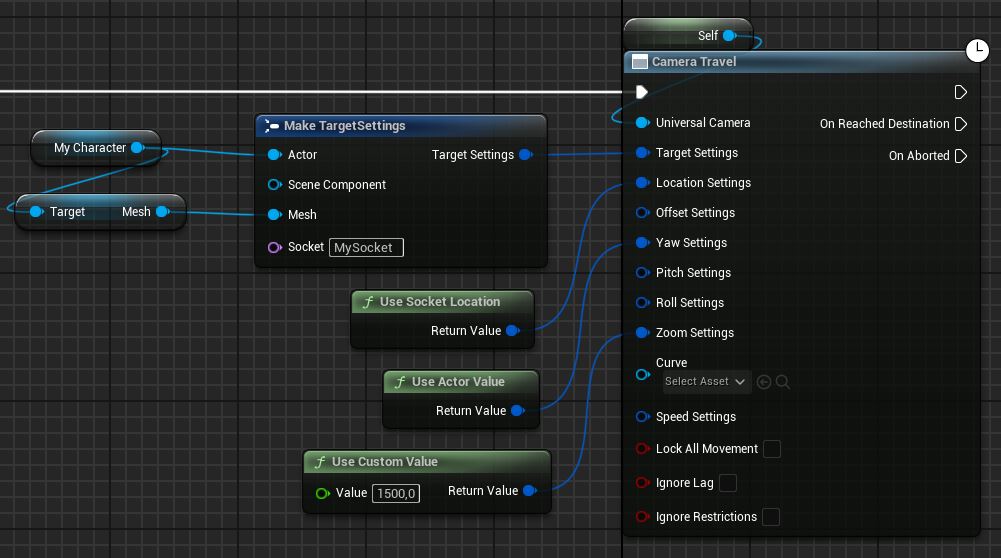 Self
Camera Travel
Universal Camera
On Reached Destination
Target Settings
On Aborted
Location Settings
Offset Settings
Yaw Settings
Pitch Settings
Roll Settings
Zoom Settings
Curve
Select Asset
Speed Settings
Lock All Movement
Ignore Lag
Ignore Restrictions
My Character
Target Mesh
Make TargetSettings
Actor Target Settings
Scene Component
Mesh
Socket MySocket
Use Socket Location
Return Value
Use Actor Value
Return Value
Use Custom Value
Value 1500,0 Return Value